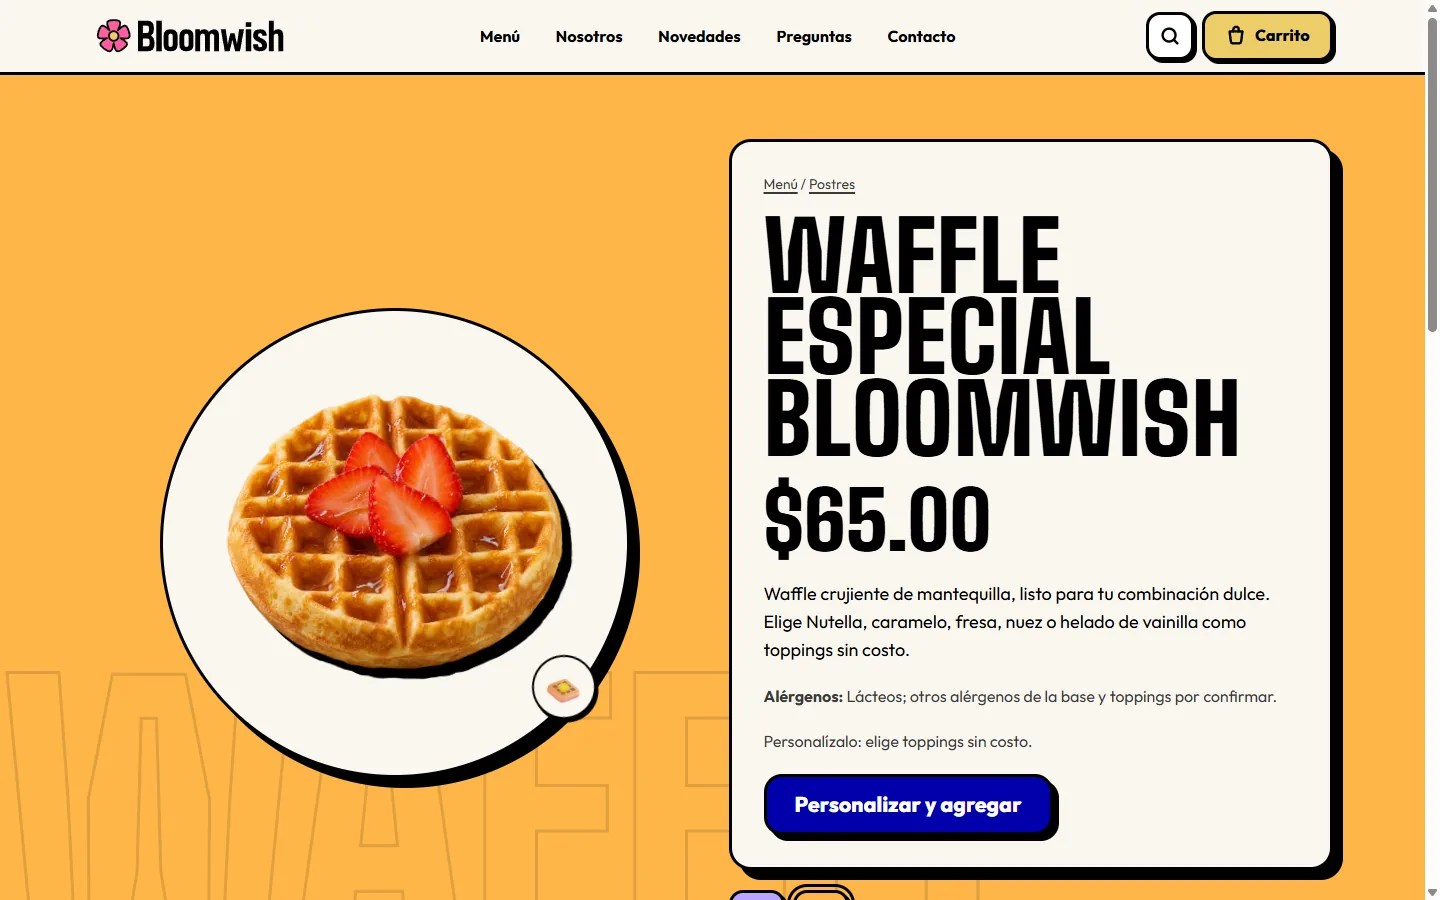 Bloomwish
Menú
Nosotros
Novedades
Preguntas
Contacto
Carrito
Menú / Postres
WAFFLE
ESPECIAL
BLOOMWISH
$65.00
Waffle crujiente de mantequilla, listo para tu combinación dulce.
Elige Nutella, caramelo, fresa, nuez o helado de vainilla como
toppings sin costo.
Alérgenos: Lácteos; otros alérgenos de la base y toppings por confirmar.
Personalízalo: elige toppings sin costo.
Personalizar y agregar